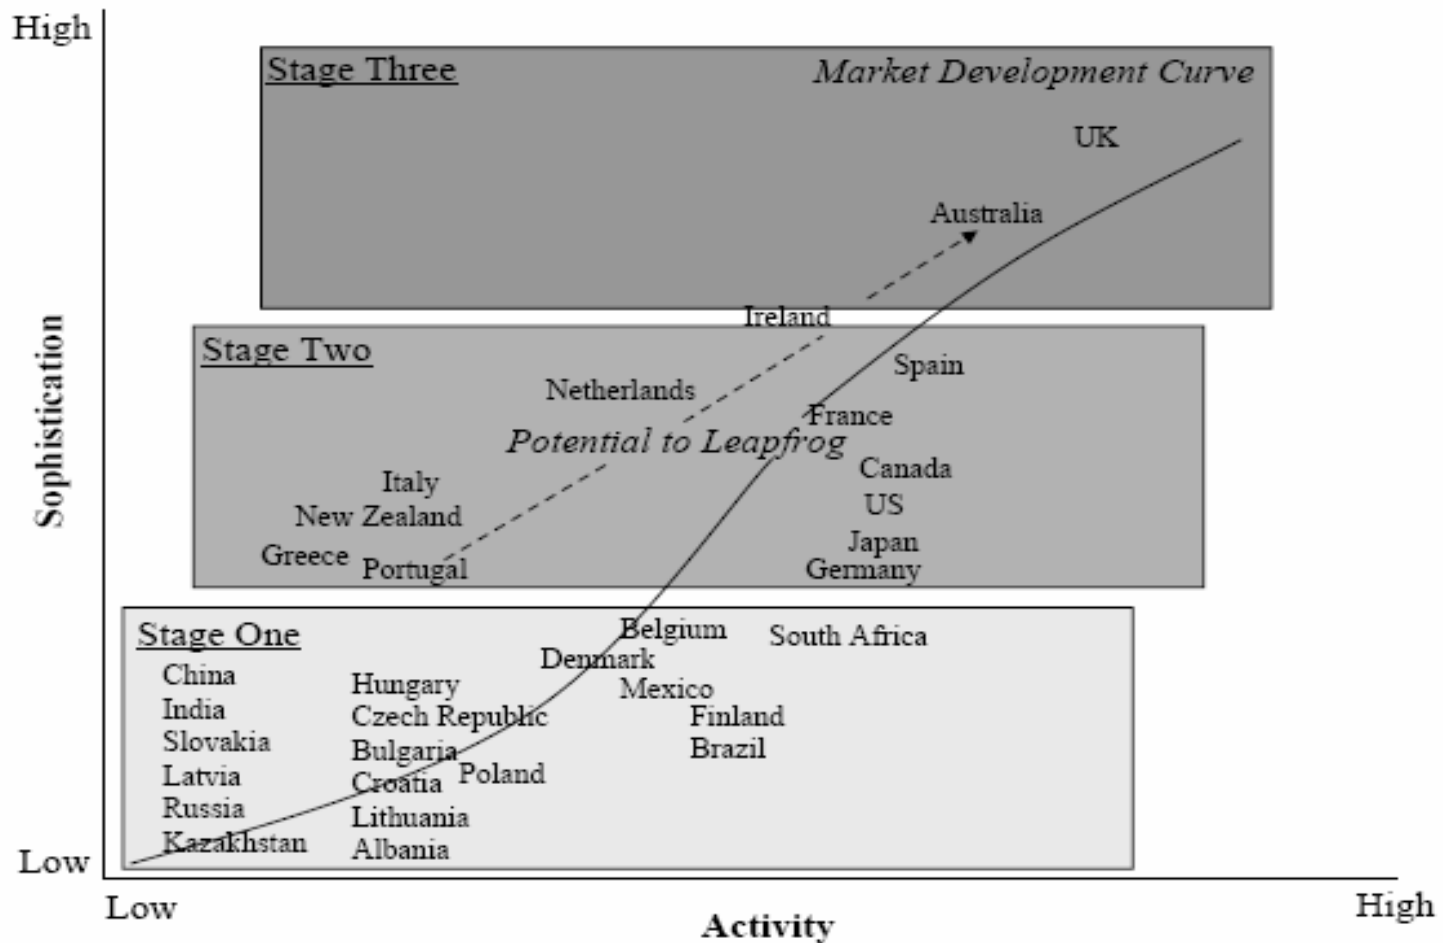 High
Stage Three
Market Development Curve
UK
Australia
Ireland
Stage Two
Spain
Netherlands
France
Potential to Leapfrog
Canada
Italy
US
New Zealand
Japan
Greece
Portugal
Germany
Sophistication
Stage One
Belgium
South Africa
Denmark
China
Hungary
Mexico
India
Czech Republic
Finland
Slovakia
Bulgaria
Brazil
Latvia
Croatia
Poland
Russia
Lithuania
Kazakhstan
Albania
Low
Low
High
Activity